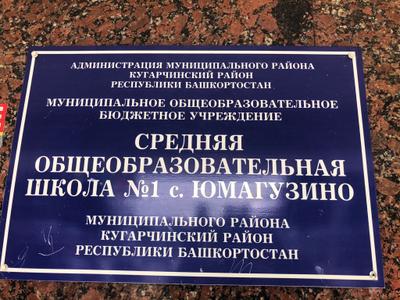 АДМИНИСТРАЦИЯ МУНИЦИПАЛЬНОГО РАЙОНА
КУГАРЧИНСКИЙ РАЙОН
РЕСПУБЛИКИ БАШКОРТОСТАН
МУНИЦИПАЛЬНОЕ ОБЩЕОБРАЗОВАТЕЛЬНОЕ
БЮДЖЕТНОЕ УЧРЕЖДЕНИЕ
СРЕДНЯЯ
ОБЩЕОБРАЗОВАТЕЛЬНАЯ
ШКОЛА №1 с. ЮМАГУЗИНО
МУНИЦИПАЛЬНОГО РАЙОНА
КУГАРЧИНСКИЙ РАЙОН
РЕСПУБЛИКИ БАШКОРТОСТАН